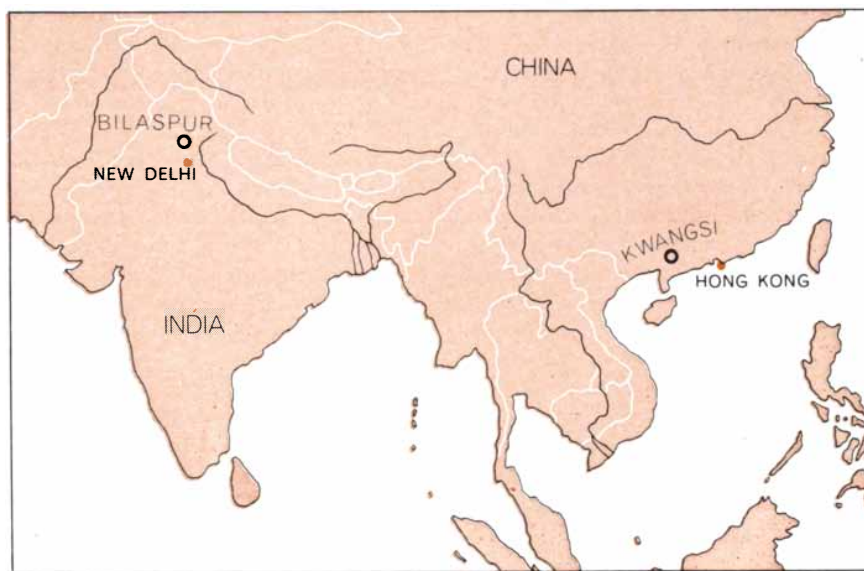 CHINA
BILASPUR
NEW DELHI
KWANGSI
HONG KONG
INDIA